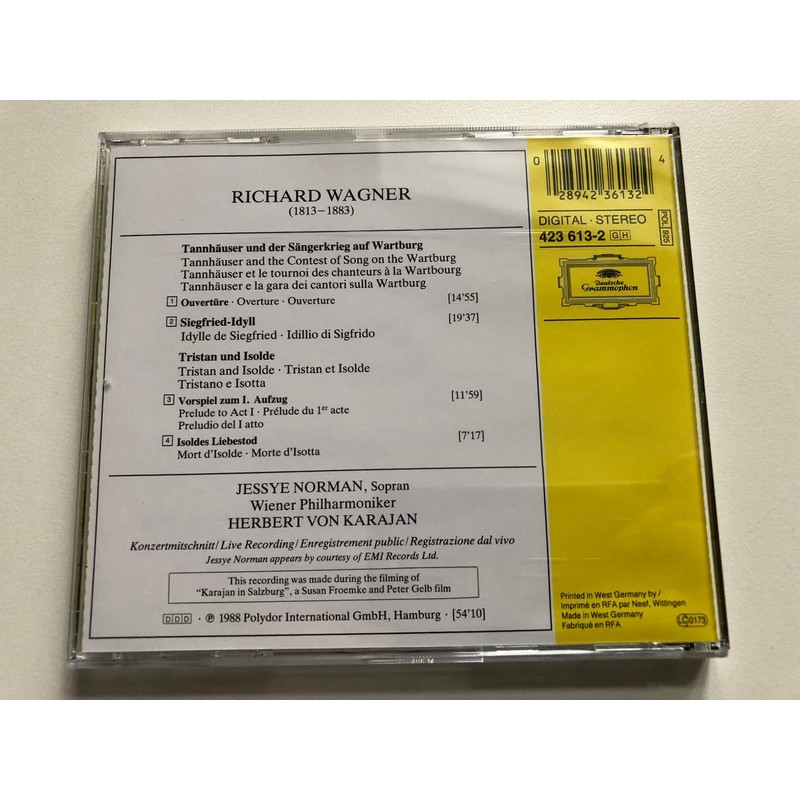 RICHARD WAGNER
(1813–1883)
Tannhäuser und der Sängerkrieg auf Wartburg
Tannhäuser and the Contest of Song on the Wartburg
Tannhäuser et le tournoi des chanteurs à la Wartbourg
Tannhäuser e la gara dei cantori sulla Wartburg
1 Ouvertüre · Overture · Ouverture [14'55]
2 Siegfried-Idyll [19'37]
Idylle de Siegfried · Idillio di Sigfrido
Tristan und Isolde
Tristan and Isolde · Tristan et Isolde
Tristano e Isotta
3 Vorspiel zum I. Aufzug [11'59]
Prelude to Act I · Prélude du 1er acte
Preludio del I atto
4 Isoldes Liebestod [7'17]
Mort d'Isolde · Morte d'Isotta
JESSYE NORMAN, Sopran
Wiener Philharmoniker
HERBERT VON KARAJAN
Konzertmitschnitt/Live Recording/Enregistrement public/Registrazione dal vivo
Jessye Norman appears by courtesy of EMI Records Ltd.
This recording was made during the filming of
“Karajan in Salzburg”, a Susan Froemke and Peter Gelb film
DDD · ℗ 1988 Polydor International GmbH, Hamburg · [54'10]
0 28942 36132 4
DIGITAL · STEREO
423 613-2 GH
POL 925
Deutsche
Grammophon
Printed in West Germany by/
Imprimé en RFA par Neef, Wittingen
Made in West Germany
Fabriqué en RFA
LC 0173